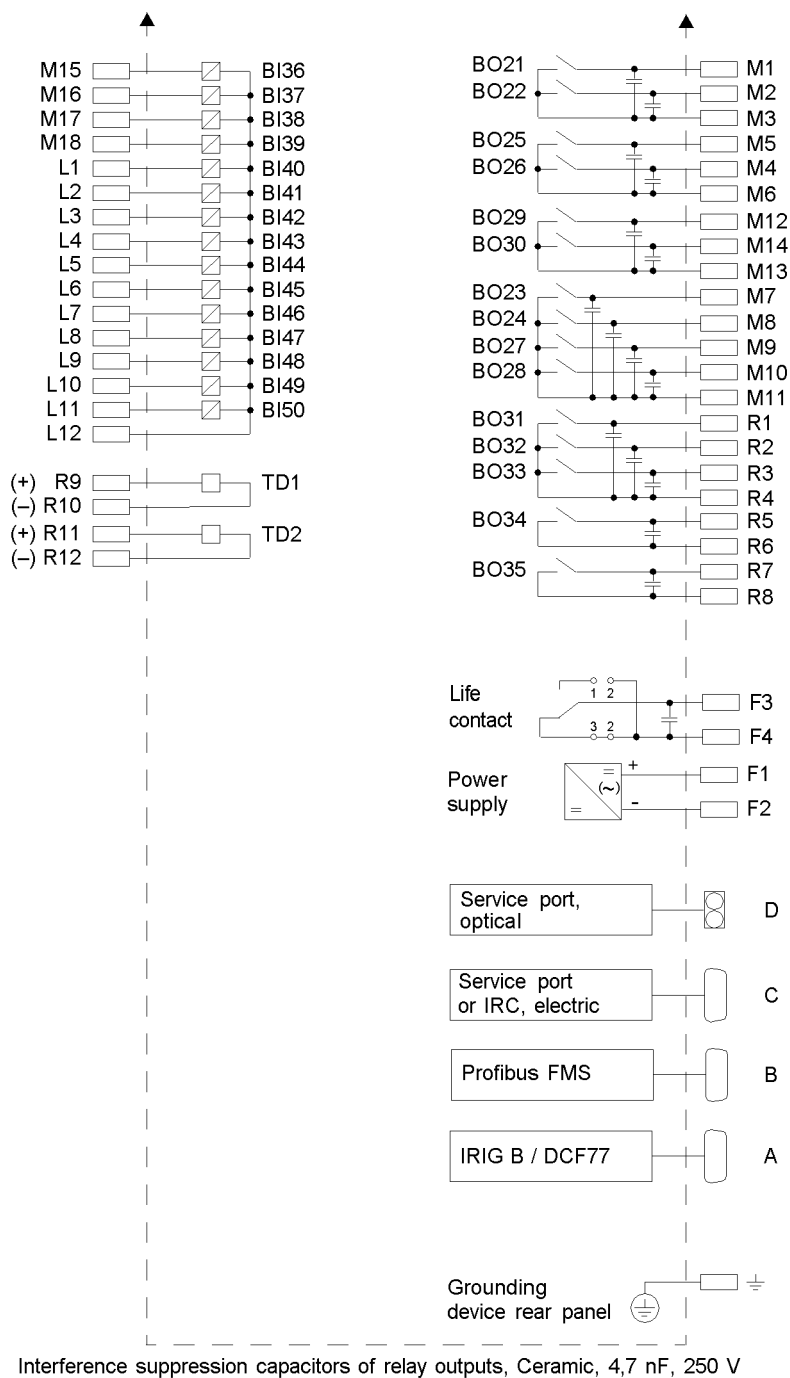 M15 BI36
M16 BI37
M17 BI38
M18 BI39
L1 BI40
L2 BI41
L3 BI42
L4 BI43
L5 BI44
L6 BI45
L7 BI46
L8 BI47
L9 BI48
L10 BI49
L11 BI50
L12
(+) R9 TD1
(–) R10
(+) R11 TD2
(–) R12
BO21 M1
BO22 M2
M3
BO25 M5
BO26 M4
M6
BO29 M12
BO30 M14
M13
BO23 M7
BO24 M8
BO27 M9
BO28 M10
M11
BO31 R1
BO32 R2
BO33 R3
R4
BO34 R5
R6
BO35 R7
R8
Life
contact
1 2
3 2
F3
F4
Power
supply
(~)
+ F1
- F2
Service port,
optical
D
Service port
or IRC, electric
C
Profibus FMS
B
IRIG B / DCF77
A
Grounding
device rear panel
Interference suppression capacitors of relay outputs, Ceramic, 4,7 nF, 250 V